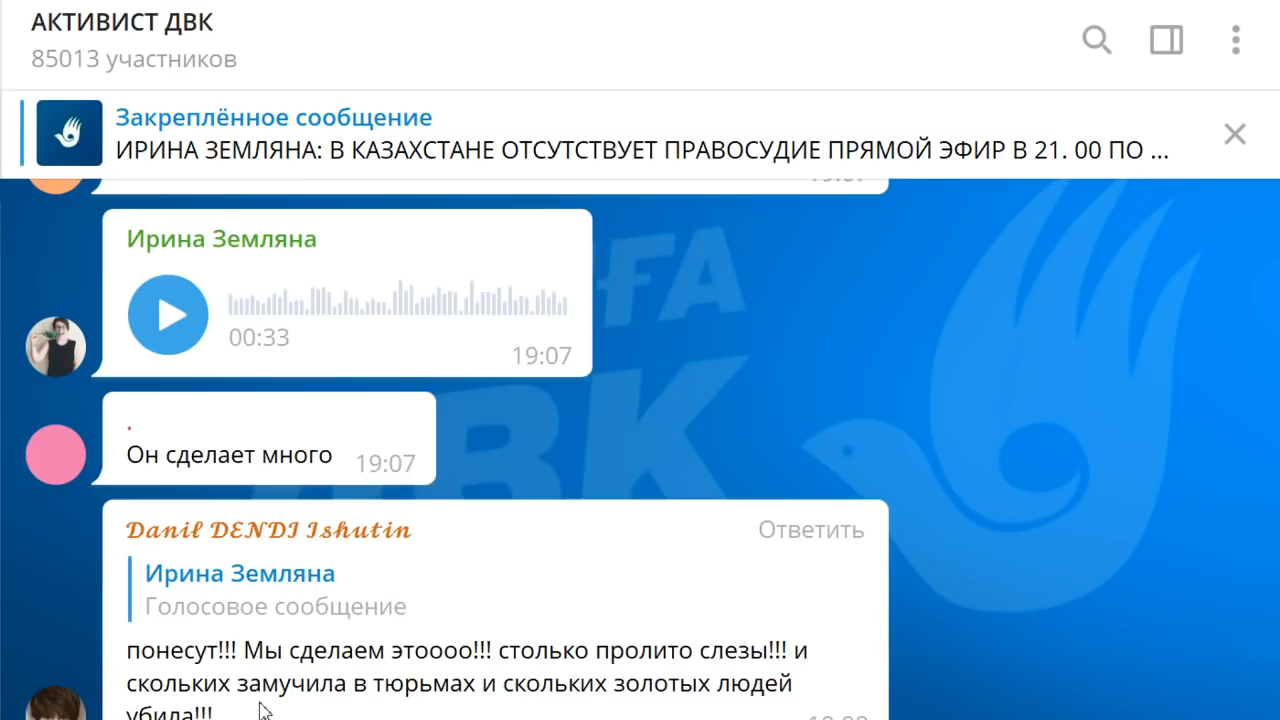 АКТИВИСТ ДВК
85013 участников
Закреплённое сообщение
ИРИНА ЗЕМЛЯНА: В КАЗАХСТАНЕ ОТСУТСТВУЕТ ПРАВОСУДИЕ ПРЯМОЙ ЭФИР В 21. 00 ПО ...
Ирина Земляна
00:33
19:07
.
Он сделает много
19:07
Danil DENDI Ishutin
Ответить
Ирина Земляна
Голосовое сообщение
понесут!!! Мы сделаем этоооо!!! столько пролито слезы!!! и
скольких замучила в тюрьмах и скольких золотых людей
убила!!!
ДВК